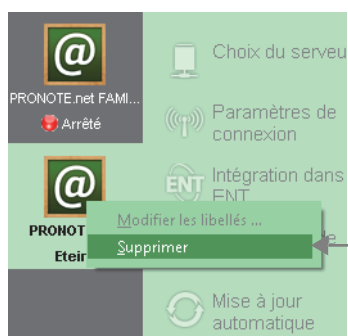 @
PRONOTE.net FAMI...
Arrêté
@
PRONOT
Eteir
Choix du serveu
Paramètres de
connexion
ENT
Intégration dans
ENT
Modifier les libellés ...
Supprimer
Mise à jour
automatique